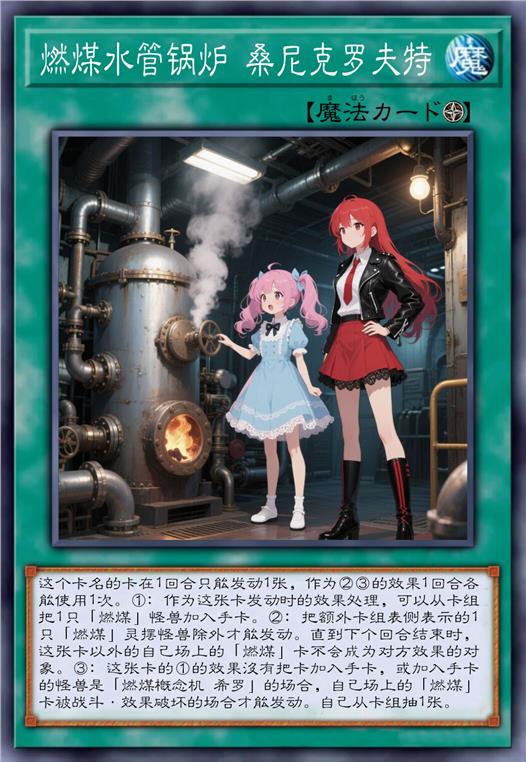 燃煤水管锅炉 桑尼克罗夫特
魔
【魔法カード】
まほう
这个卡名的卡在1回合只能发动1张，作为②③的效果1回合各
能使用1次。①：作为这张卡发动时的效果处理，可以从卡组
把1只「燃煤」怪兽加入手卡。②：把额外卡组表侧表示的1
只「燃煤」灵摆怪兽除外才能发动。直到下个回合结束时，
这张卡以外的自己场上的「燃煤」卡不会成为对方效果的对
象。③：这张卡的①的效果沒有把卡加入手卡，或加入手卡
的怪兽是「燃煤概念机 希罗」的场合，自己场上的「燃煤」
卡被战斗·效果破坏的场合才能发动。自己从卡组抽1张。